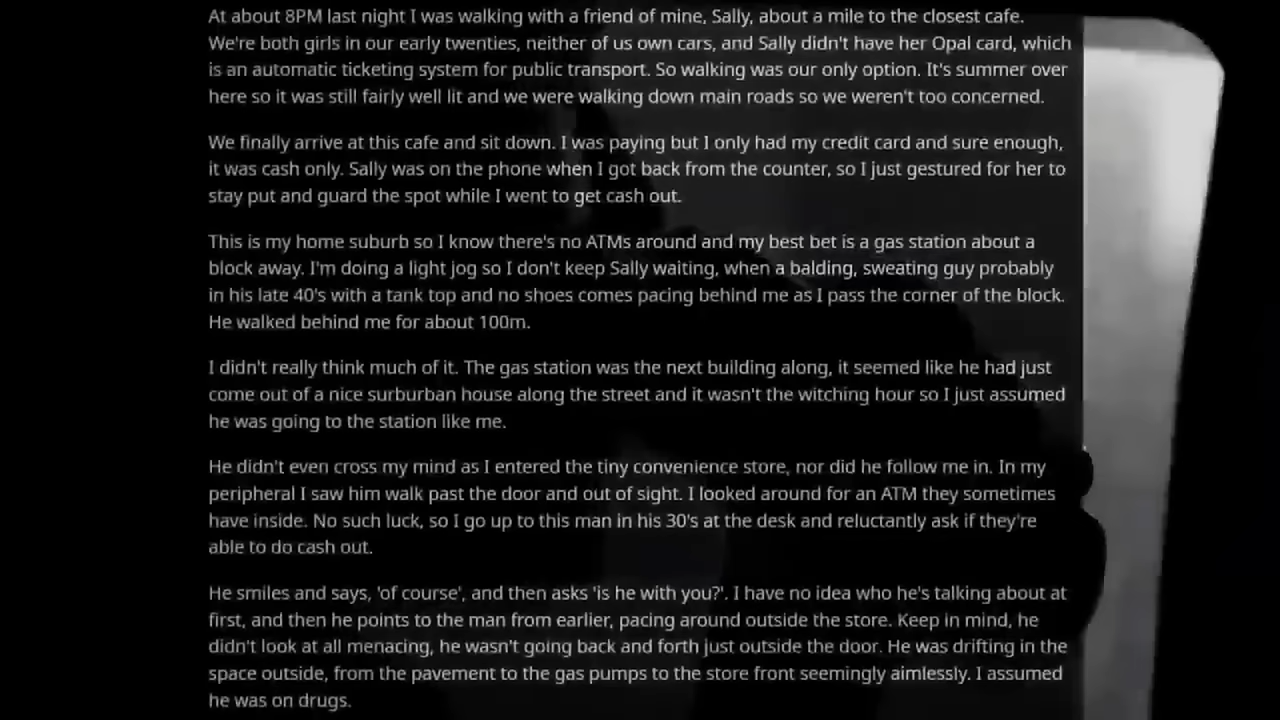 At about 8PM last night I was walking with a friend of mine, Sally, about a mile to the closest cafe.
We're both girls in our early twenties, neither of us own cars, and Sally didn't have her Opal card, which
is an automatic ticketing system for public transport. So walking was our only option. It's summer over
here so it was still fairly well lit and we were walking down main roads so we weren't too concerned.
We finally arrive at this cafe and sit down. I was paying but I only had my credit card and sure enough,
it was cash only. Sally was on the phone when I got back from the counter, so I just gestured for her to
stay put and guard the spot while I went to get cash out.
This is my home suburb so I know there's no ATMs around and my best bet is a gas station about a
block away. I'm doing a light jog so I don't keep Sally waiting, when a balding, sweating guy probably
in his late 40's with a tank top and no shoes comes pacing behind me as I pass the corner of the block.
He walked behind me for about 100m.
I didn't really think much of it. The gas station was the next building along, it seemed like he had just
come out of a nice surburban house along the street and it wasn't the witching hour so I just assumed
he was going to the station like me.
He didn't even cross my mind as I entered the tiny convenience store, nor did he follow me in. In my
peripheral I saw him walk past the door and out of sight. I looked around for an ATM they sometimes
have inside. No such luck, so I go up to this man in his 30's at the desk and reluctantly ask if they're
able to do cash out.
He smiles and says, 'of course', and then asks 'is he with you?'. I have no idea who he's talking about at
first, and then he points to the man from earlier, pacing around outside the store. Keep in mind, he
didn't look at all menacing, he wasn't going back and forth just outside the door. He was drifting in the
space outside, from the pavement to the gas pumps to the store front seemingly aimlessly. I assumed
he was on drugs.